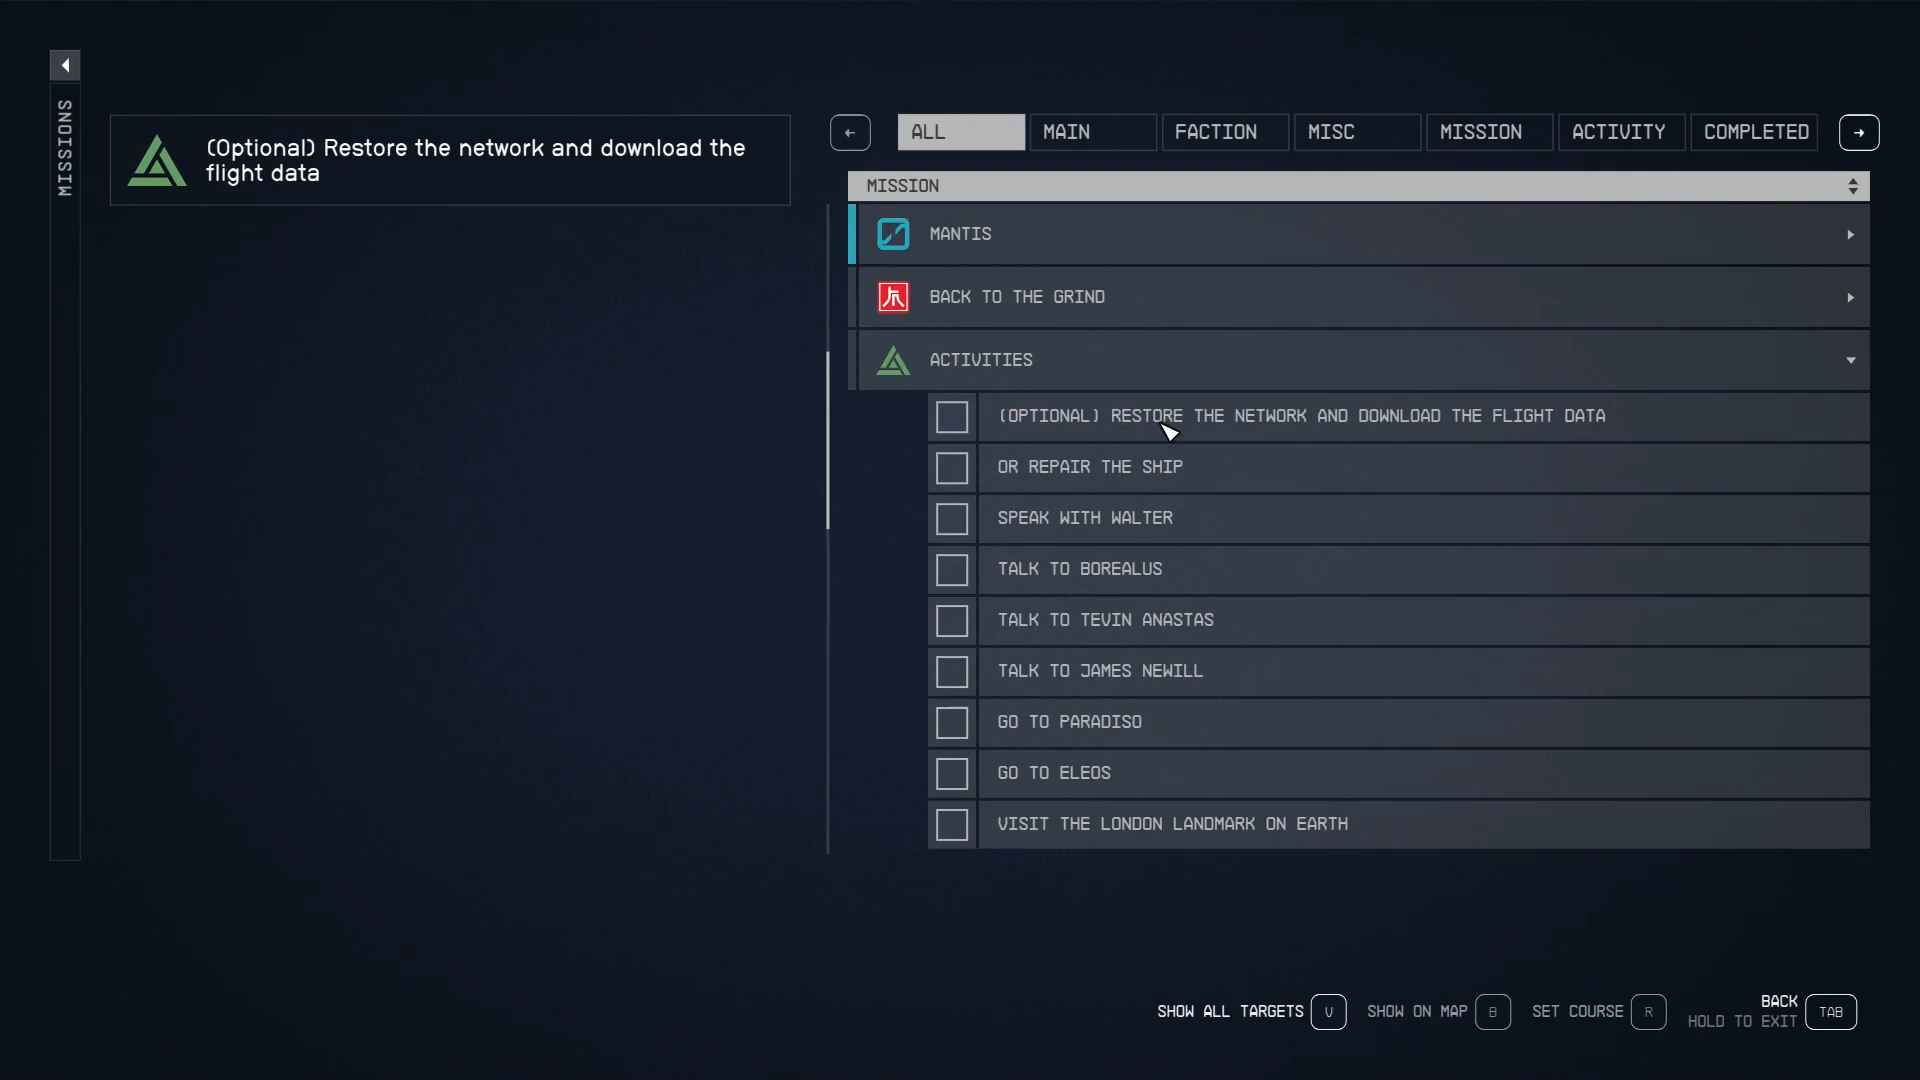 MISSIONS
(Optional) Restore the network and download the
flight data
ALL
MAIN
FACTION
MISC
MISSION
ACTIVITY
COMPLETED
MISSION
MANTIS
BACK TO THE GRIND
ACTIVITIES
(OPTIONAL) RESTORE THE NETWORK AND DOWNLOAD THE FLIGHT DATA
OR REPAIR THE SHIP
SPEAK WITH WALTER
TALK TO BOREALUS
TALK TO TEVIN ANASTAS
TALK TO JAMES NEWILL
GO TO PARADISO
GO TO ELEOS
VISIT THE LONDON LANDMARK ON EARTH
SHOW ALL TARGETS V
SHOW ON MAP B
SET COURSE R
BACK
HOLD TO EXIT
TAB